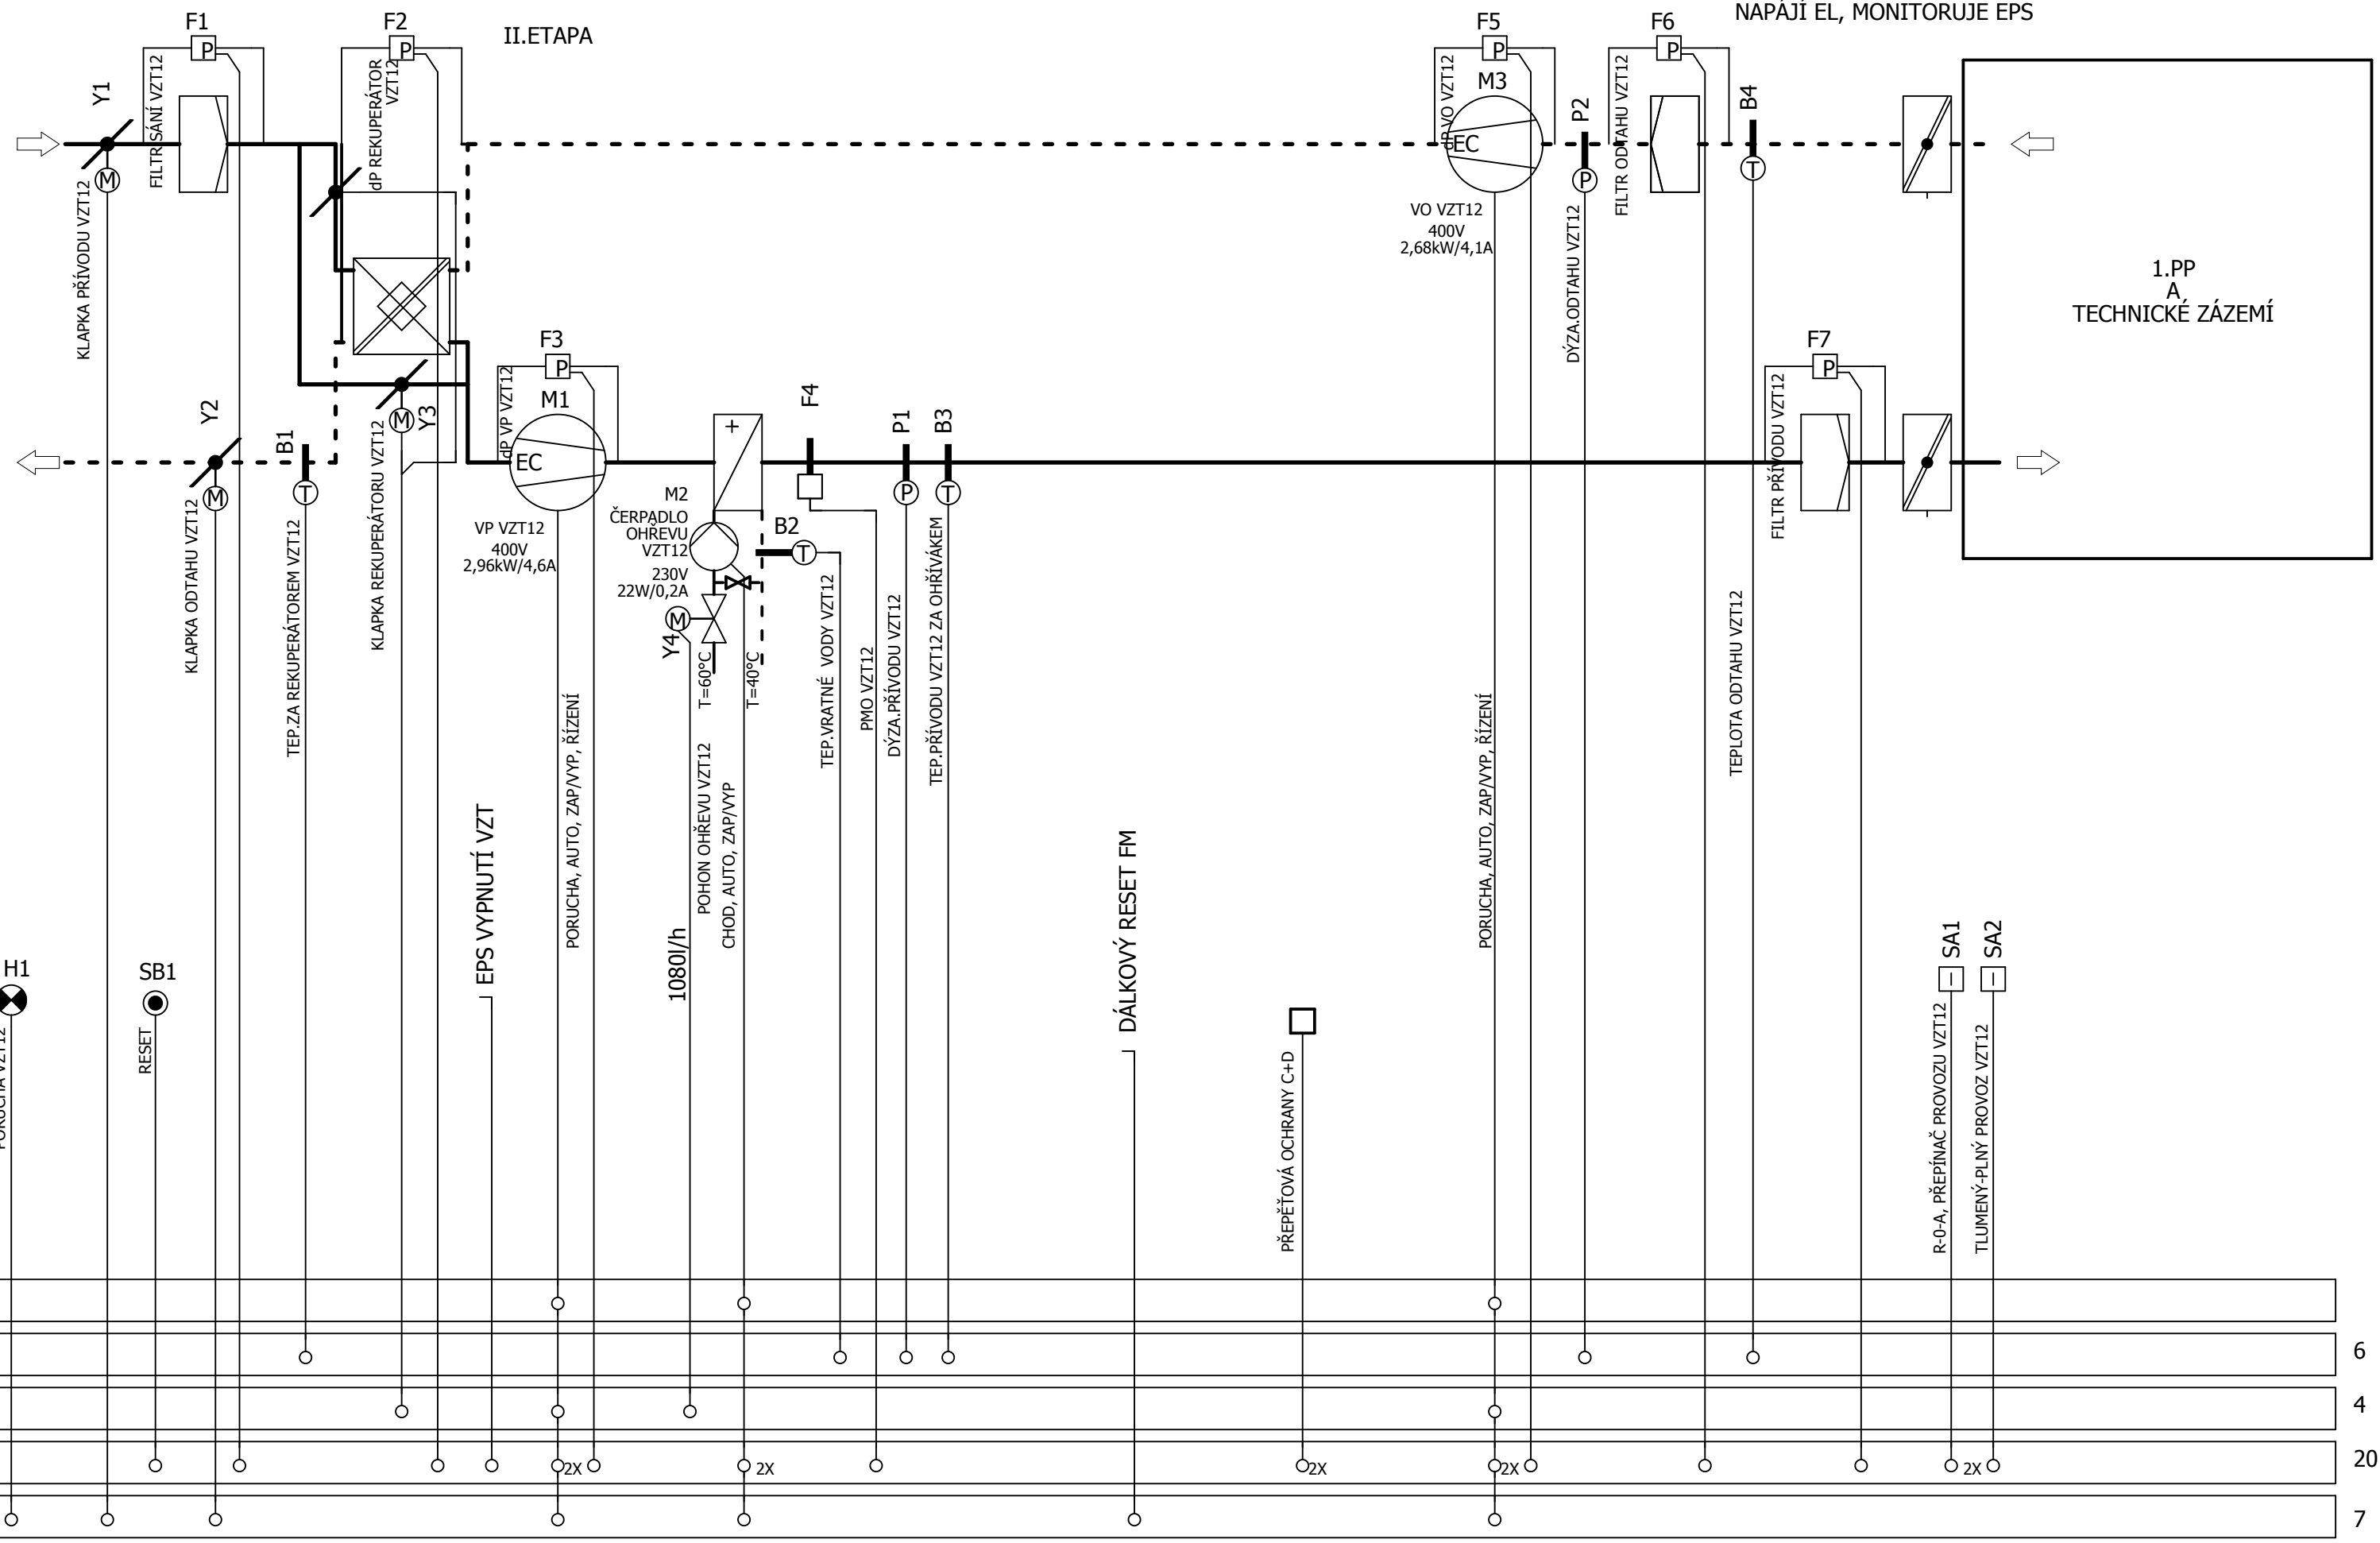 NAPÁJÍ EL, MONITORUJE EPS
F1
F2
II.ETAPA
F5
F6
P
P
P
P
FILTR SÁNÍ VZT12
dP REKUPERÁTOR
VZT12
dP VO VZT12
M3
FILTR ODTAHU VZT12
Y1
P2
B4
EC
M
T
P
KLAPKA PŘÍVODU VZT12
VO VZT12
400V
2,68kW/4,1A
DÝZA.ODTAHU VZT12
1.PP
A
TECHNICKÉ ZÁZEMÍ
F3
F7
P
P
dP VP VZT12
M1
FILTR PŘÍVODU VZT12
Y2
B1
M
Y3
F4
P1
B3
+
EC
KLAPKA REKUPERÁTORU VZT12
M
T
P
T
KLAPKA ODTAHU VZT12
TEP.ZA REKUPERÁTOREM VZT12
VP VZT12
400V
2,96kW/4,6A
M2
ČERPADLO
OHŘEVU
VZT12
230V
22W/0,2A
B2
T
M
Y4
T=60°C
T=40°C
TEP.VRATNÉ VODY VZT12
PMO VZT12
DÝZA.PŘÍVODU VZT12
TEP.PŘÍVODU VZT12 ZA OHŘÍVÁKEM
TEPLOTA ODTAHU VZT12
PORUCHA, AUTO, ZAP/VYP, ŘÍZENÍ
POHON OHŘEVU VZT12
CHOD, AUTO, ZAP/VYP
PORUCHA, AUTO, ZAP/VYP, ŘÍZENÍ
EPS VYPNUTÍ VZT
1080l/h
DÁLKOVÝ RESET FM
H1
SB1
SA1
SA2
PORUCHA VZT12
RESET
PŘEPĚŤOVÁ OCHRANY C+D
R-0-A, PŘEPÍNAČ PROVOZU VZT12
TLUMENÝ-PLNÝ PROVOZ VZT12
6
4
2X
2X
2X
2X
2X
20
7